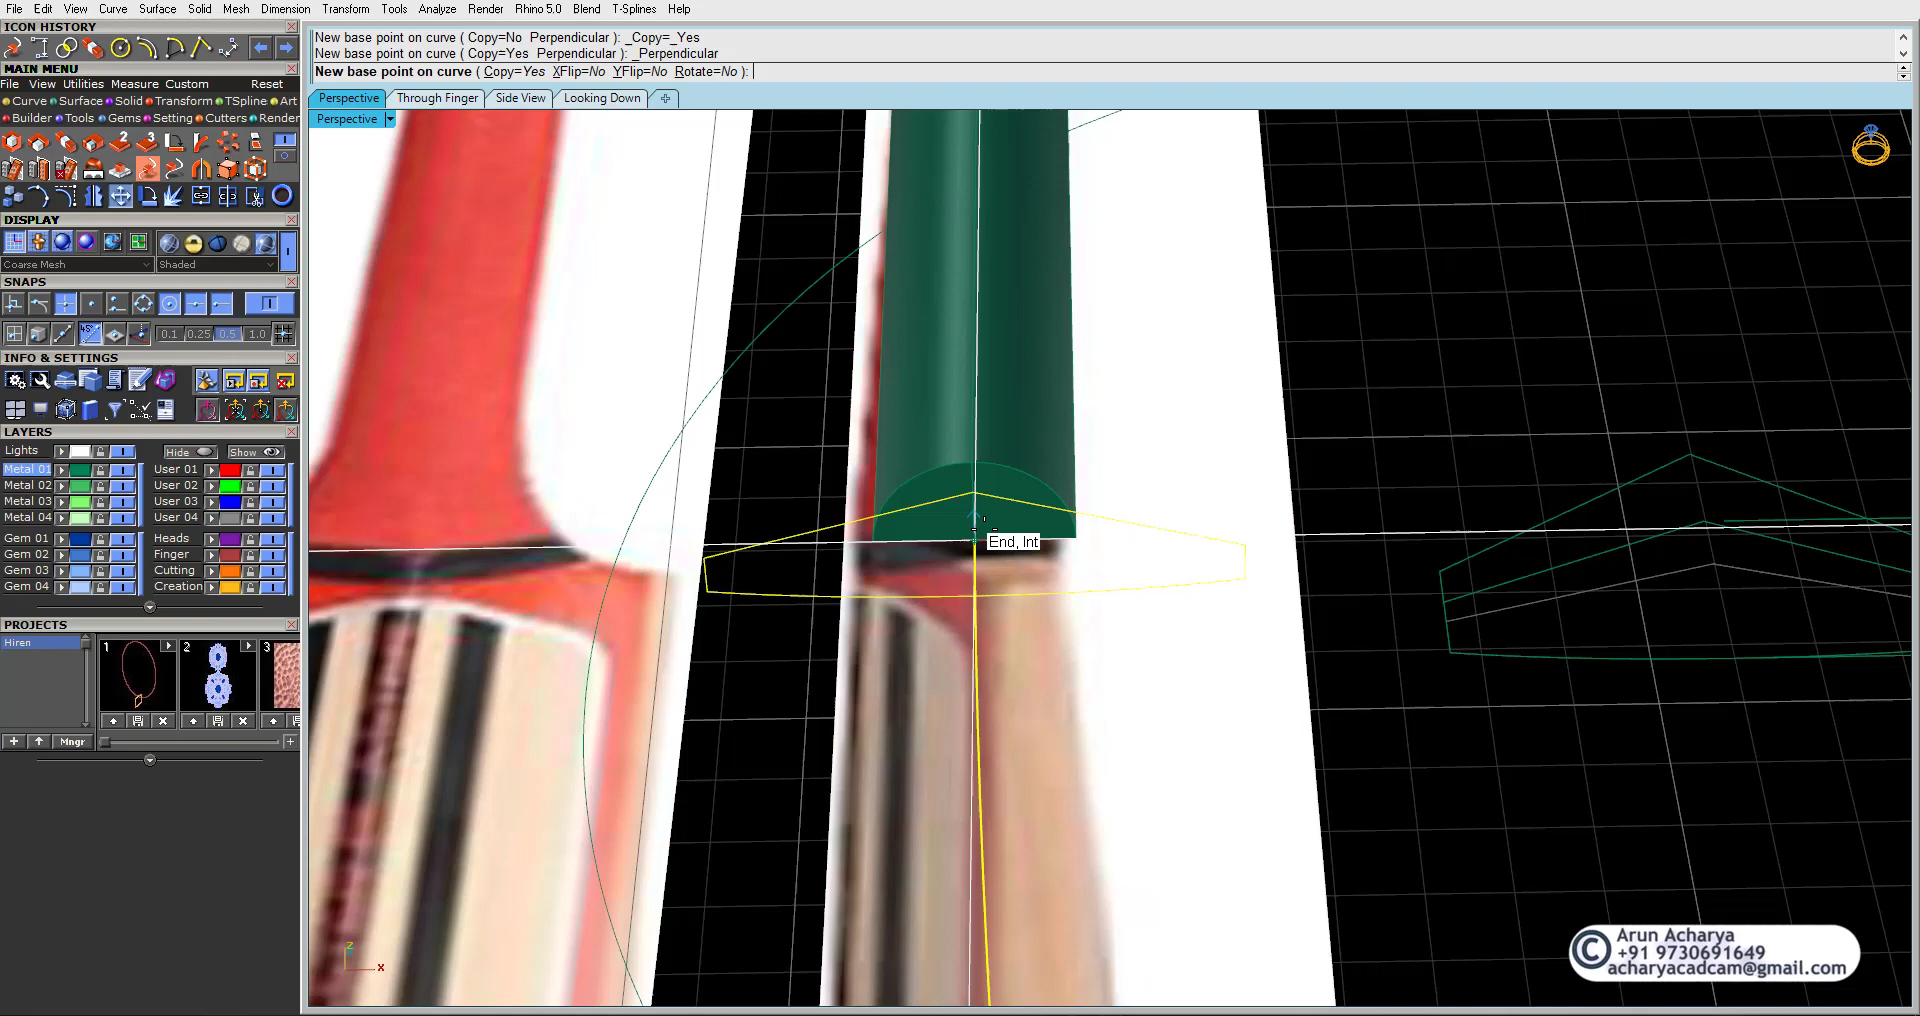 File Edit View Curve Surface Solid Mesh Dimension Transform Tools Analyze Render Rhino 5.0 Blend T-Splines Help
ICON HISTORY
MAIN MENU
File View Utilities Measure Custom Reset
Curve Surface Solid Transform TSpline Art
Builder Tools Gems Setting Cutters Render
2 3
DISPLAY
Coarse Mesh Shaded
SNAPS
45° 0.1 0.25 0.5 1.0
INFO & SETTINGS
LAYERS
Lights Hide Show
Metal 01 User 01
Metal 02 User 02
Metal 03 User 03
Metal 04 User 04
Gem 01 Heads
Gem 02 Finger
Gem 03 Cutting
Gem 04 Creation
PROJECTS
Hiren 1 2 3
Mngr
New base point on curve ( Copy=No Perpendicular ): _Copy=_Yes
New base point on curve ( Copy=Yes Perpendicular ): _Perpendicular
New base point on curve ( Copy=Yes XFlip=No YFlip=No Rotate=No ):
Perspective Through Finger Side View Looking Down
Perspective
End, Int
z
x
© Arun Acharya
+91 9730691649
acharyacadcam@gmail.com